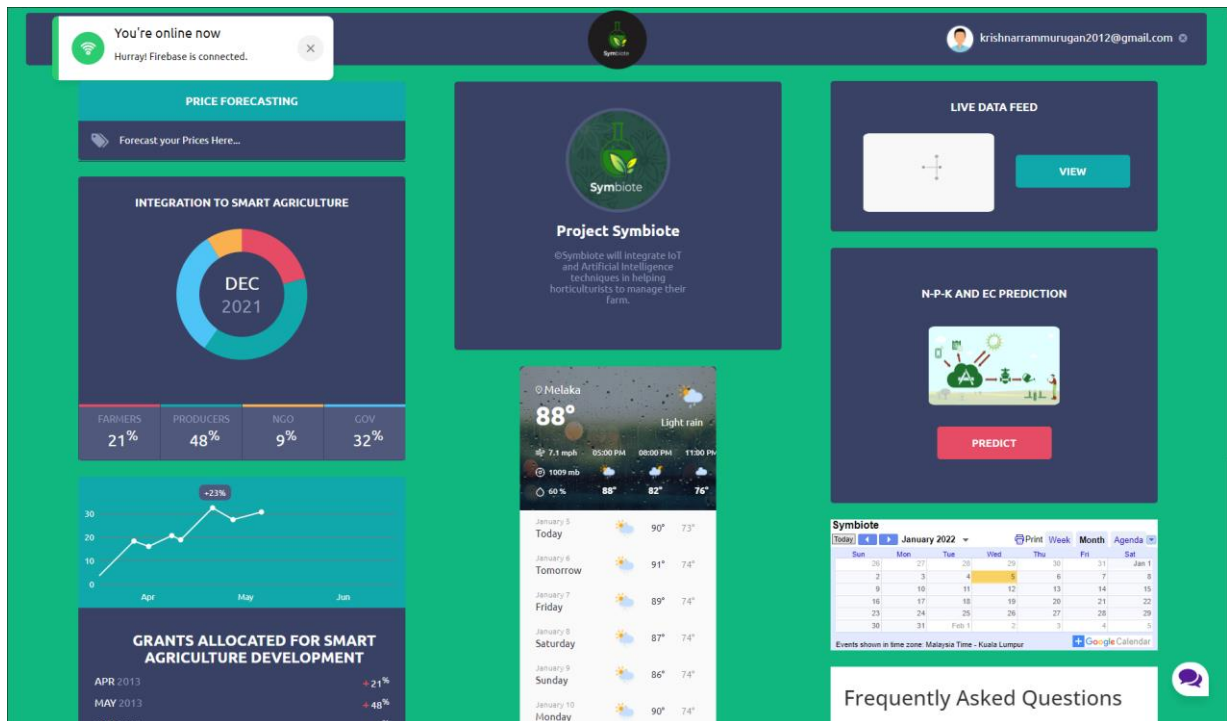 You're online now
Hurray! Firebase is connected.
Symbiote
krishnarrammurugan2012@gmail.com
PRICE FORECASTING
Forecast your Prices Here...
INTEGRATION TO SMART AGRICULTURE
DEC
2021
FARMERS PRODUCERS NGO GOV
21% 48% 9% 32%
+23%
30
20
10
0
Apr May Jun
GRANTS ALLOCATED FOR SMART
AGRICULTURE DEVELOPMENT
APR 2013 +21%
MAY 2013 +48%
Symbiote
Project Symbiote
©Symbiote will integrate IoT
and Artificial Intelligence
techniques in helping
horticulturists to manage their
farm.
Melaka
88°
Light rain
7.1 mph 05:00 PM 08:00 PM 11:00 PM
1009 mb
60 % 88° 82° 76°
January 5
Today 90° 73°
January 6
Tomorrow 91° 74°
January 7
Friday 89° 74°
January 8
Saturday 87° 74°
January 9
Sunday 86° 74°
January 10
Monday 90° 74°
LIVE DATA FEED
VIEW
N-P-K AND EC PREDICTION
PREDICT
Symbiote
Today January 2022 Print Week Month Agenda
Sun Mon Tue Wed Thu Fri Sat
26 27 28 29 30 31 Jan 1
2 3 4 5 6 7 8
9 10 11 12 13 14 15
16 17 18 19 20 21 22
23 24 25 26 27 28 29
30 31 Feb 1 2 3 4 5
Events shown in time zone: Malaysia Time - Kuala Lumpur
Google Calendar
Frequently Asked Questions